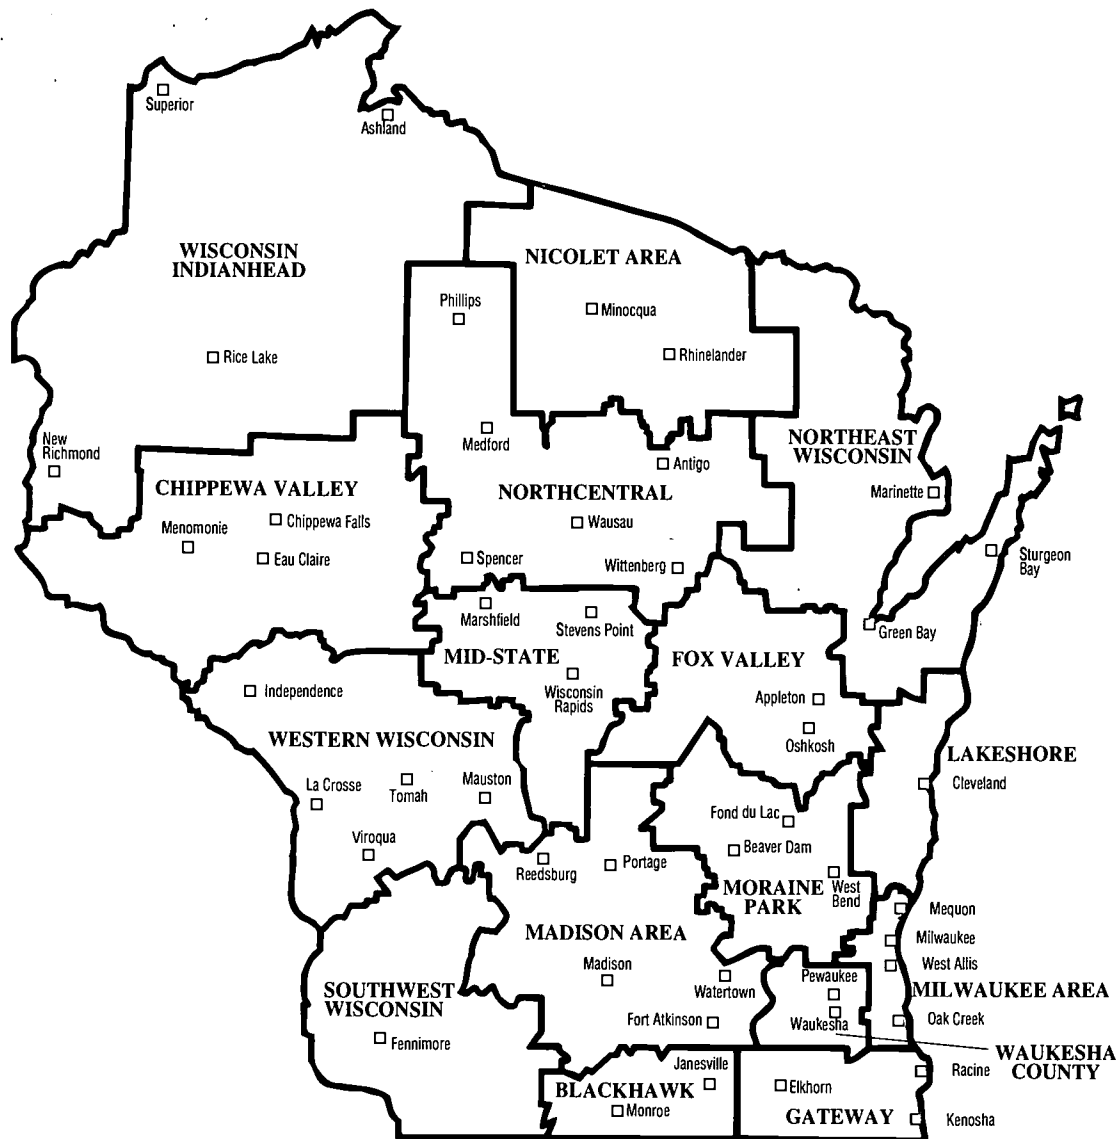 Superior
Ashland
WISCONSIN
INDIANHEAD
NICOLET AREA
Phillips
Minocqua
Rice Lake
Rhinelander
New
Richmond
Medford
Antigo
NORTHEAST
WISCONSIN
CHIPPEWA VALLEY
NORTHCENTRAL
Marinette
Menomonie
Chippewa Falls
Wausau
Eau Claire
Spencer
Wittenberg
Sturgeon
Bay
Marshfield
Stevens Point
Green Bay
MID-STATE
FOX VALLEY
Independence
Wisconsin
Rapids
Appleton
Oshkosh
WESTERN WISCONSIN
LAKESHORE
La Crosse
Tomah
Mauston
Cleveland
Fond du Lac
Viroqua
Reedsburg
Portage
Beaver Dam
MORAINE
PARK
West
Bend
Mequon
MADISON AREA
Milwaukee
Madison
Watertown
Pewaukee
West Allis
SOUTHWEST
WISCONSIN
MILWAUKEE AREA
Fort Atkinson
Waukesha
Oak Creek
Fennimore
WAUKESHA
COUNTY
Janesville
BLACKHAWK
Elkhorn
Racine
Monroe
GATEWAY
Kenosha